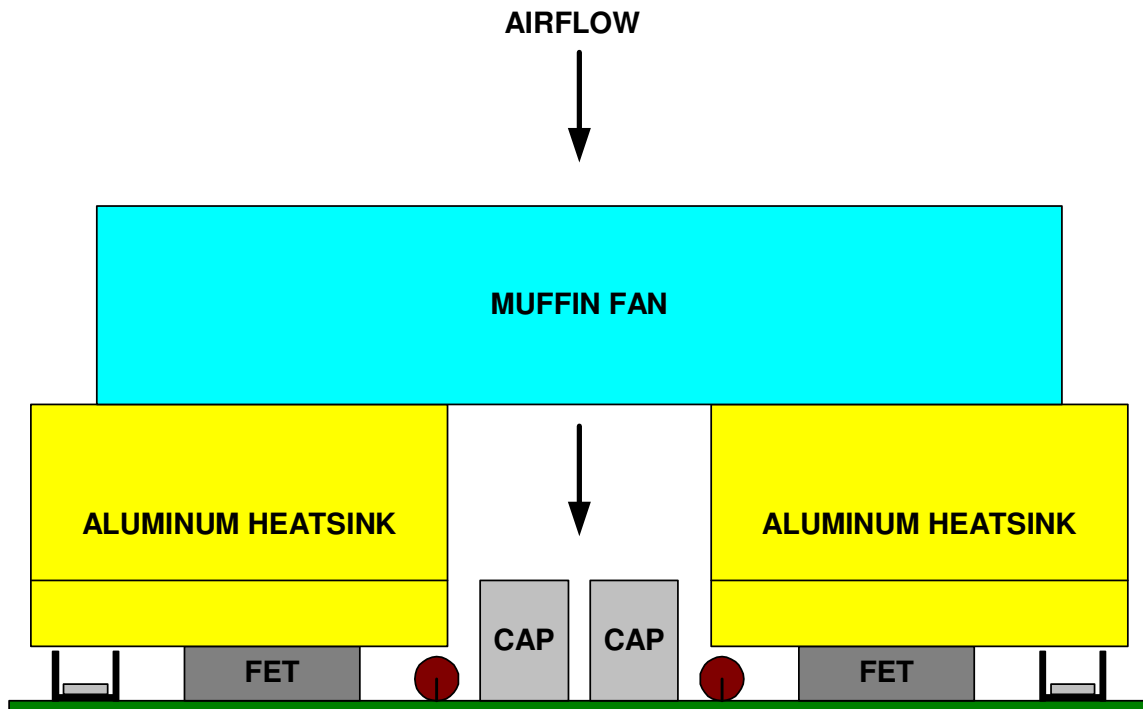 AIRFLOW
MUFFIN FAN
ALUMINUM HEATSINK
ALUMINUM HEATSINK
CAP
CAP
FET
FET